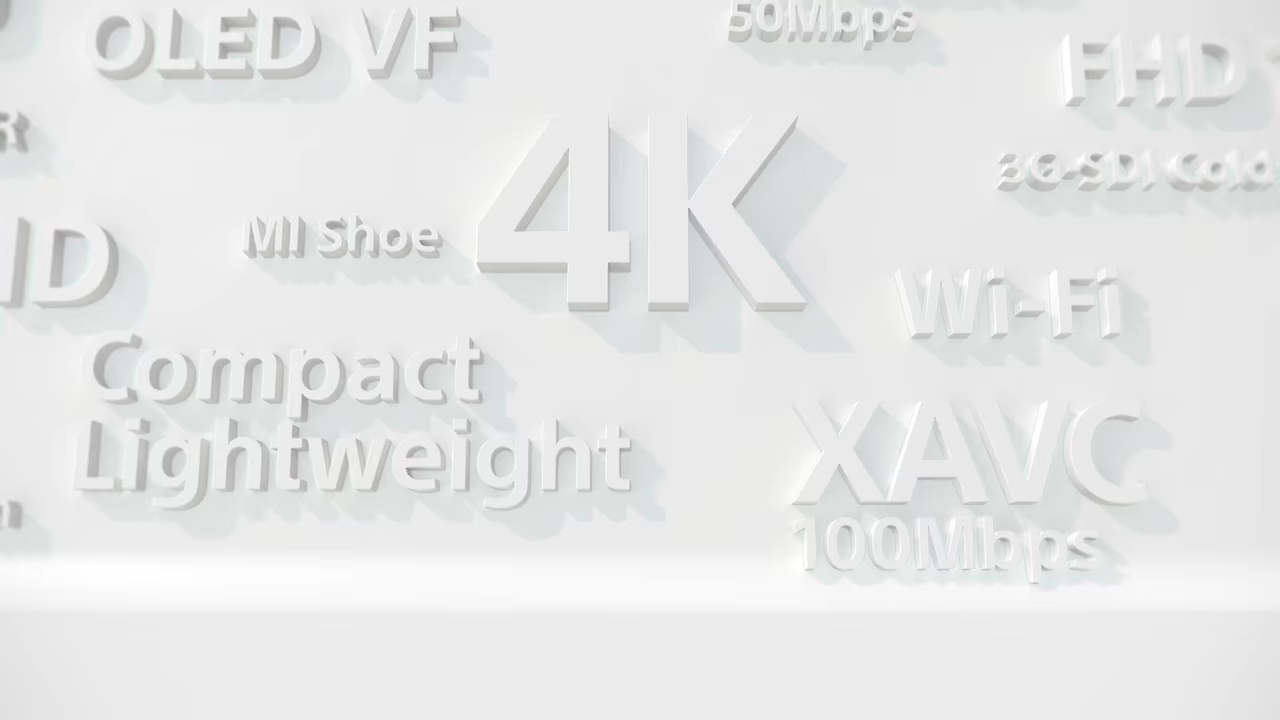 50Mbps
OLED VF
FHD
4K
3G-SDI
MI Shoe
Wi-Fi
Compact
Lightweight
XAVC
100Mbps